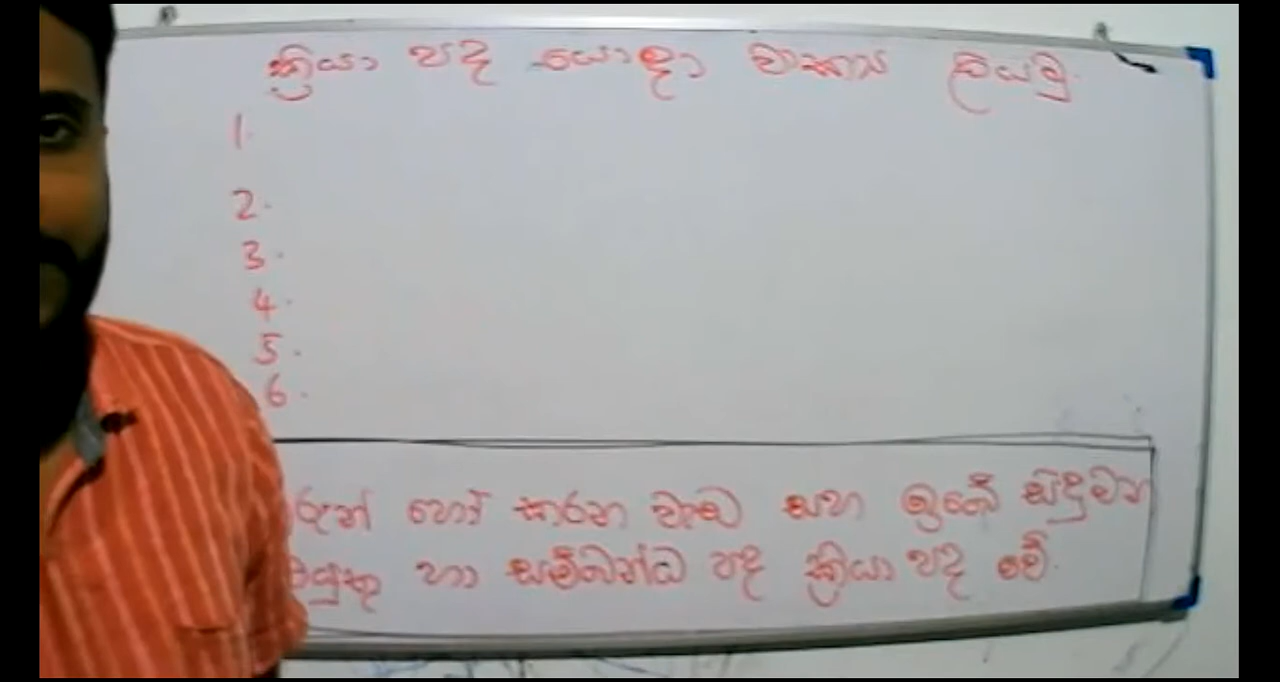 ක්‍රියා පද යොදා වාක්‍ය ලියමු.
1.
2.
3.
4.
5.
6.
හෝ කරන වැඩ සහ ඉබේ සිදුවන
හා සම්බන්ධ පද ක්‍රියා පද වේ.